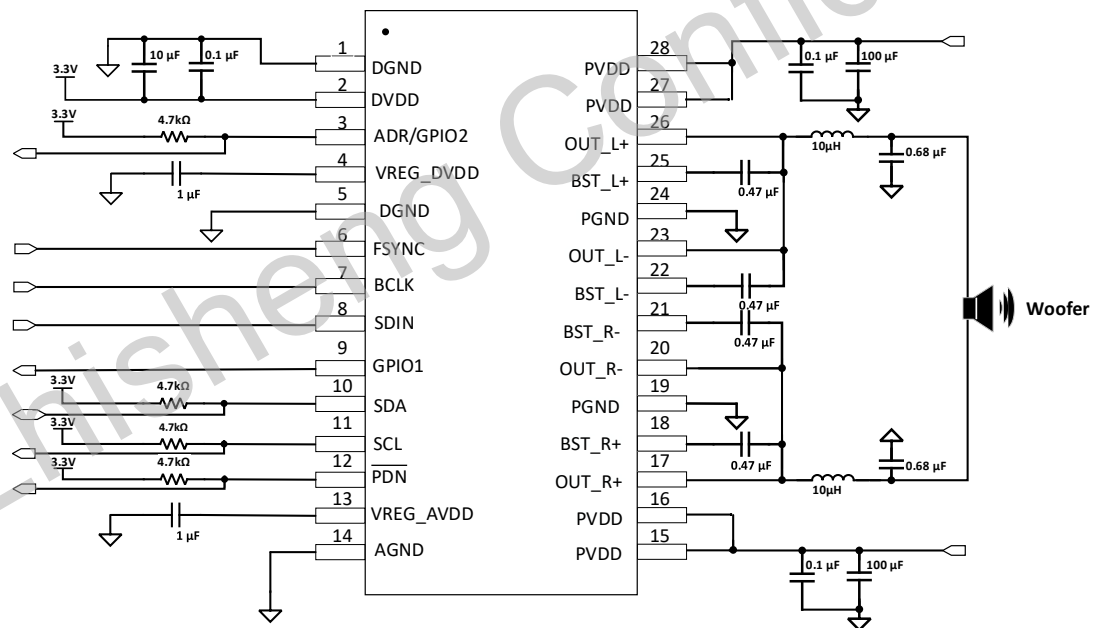 1
DGND
2
DVDD
3
ADR/GPIO2
4
VREG_DVDD
5
DGND
6
FSYNC
7
BCLK
8
SDIN
9
GPIO1
10
SDA
11
SCL
12
PDN
13
VREG_AVDD
14
AGND
28
PVDD
27
PVDD
26
OUT_L+
25
BST_L+
24
PGND
23
OUT_L-
22
BST_L-
21
BST_R-
20
OUT_R-
19
PGND
18
BST_R+
17
OUT_R+
16
PVDD
15
PVDD
10 µF
0.1 µF
3.3V
3.3V
4.7kΩ
1 µF
3.3V
4.7kΩ
3.3V
4.7kΩ
3.3V
4.7kΩ
1 µF
0.1 µF
100 µF
10µH
0.68 µF
0.47 µF
0.47 µF
0.47 µF
0.47 µF
0.68 µF
10µH
0.1 µF
100 µF
Woofer